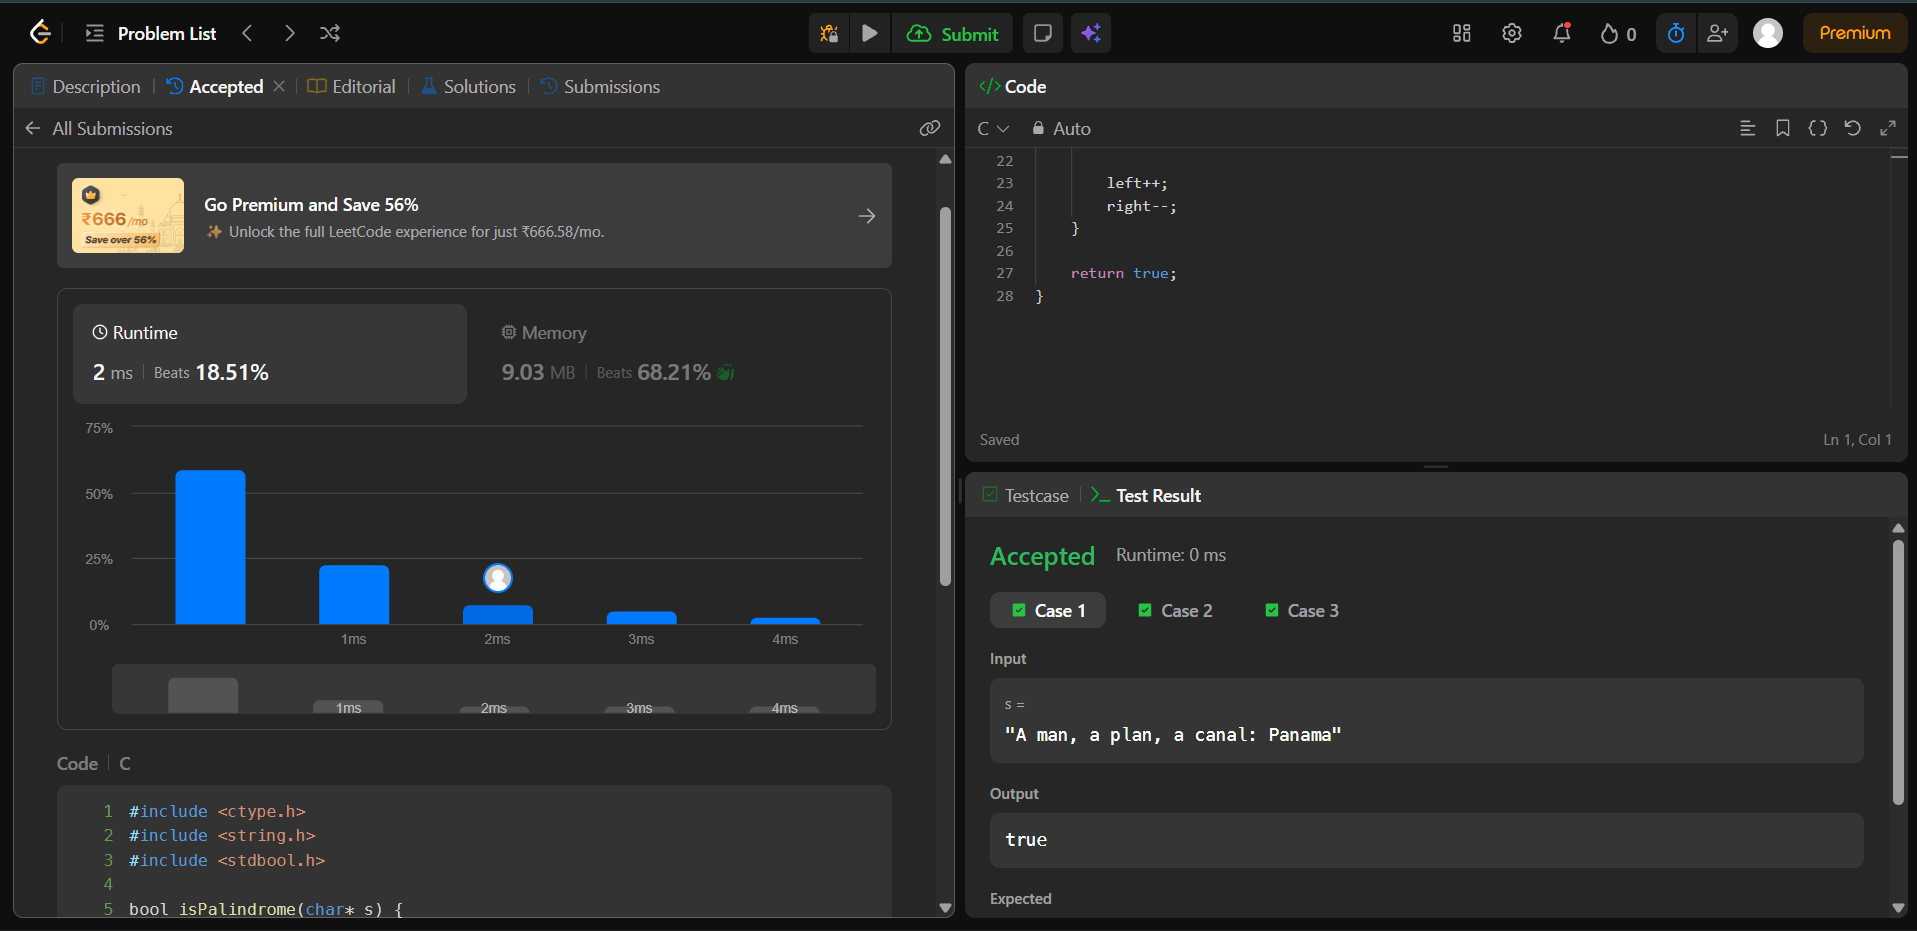 Problem List
Submit
0
Premium
Description
Accepted
Editorial
Solutions
Submissions
All Submissions
₹666/mo
Save over 56%
Go Premium and Save 56%
✨ Unlock the full LeetCode experience for just ₹666.58/mo.
Runtime
2 ms | Beats 18.51%
Memory
9.03 MB | Beats 68.21%
75%
50%
25%
0%
1ms 2ms 3ms 4ms
1ms 2ms 3ms 4ms
Code | C
1 #include <ctype.h>
2 #include <string.h>
3 #include <stdbool.h>
4
5 bool isPalindrome(char* s) {
</> Code
C
Auto
22
23 left++;
24 right--;
25 }
26
27 return true;
28 }
Saved
Ln 1, Col 1
Testcase
>_ Test Result
Accepted Runtime: 0 ms
Case 1 Case 2 Case 3
Input
s =
"A man, a plan, a canal: Panama"
Output
true
Expected